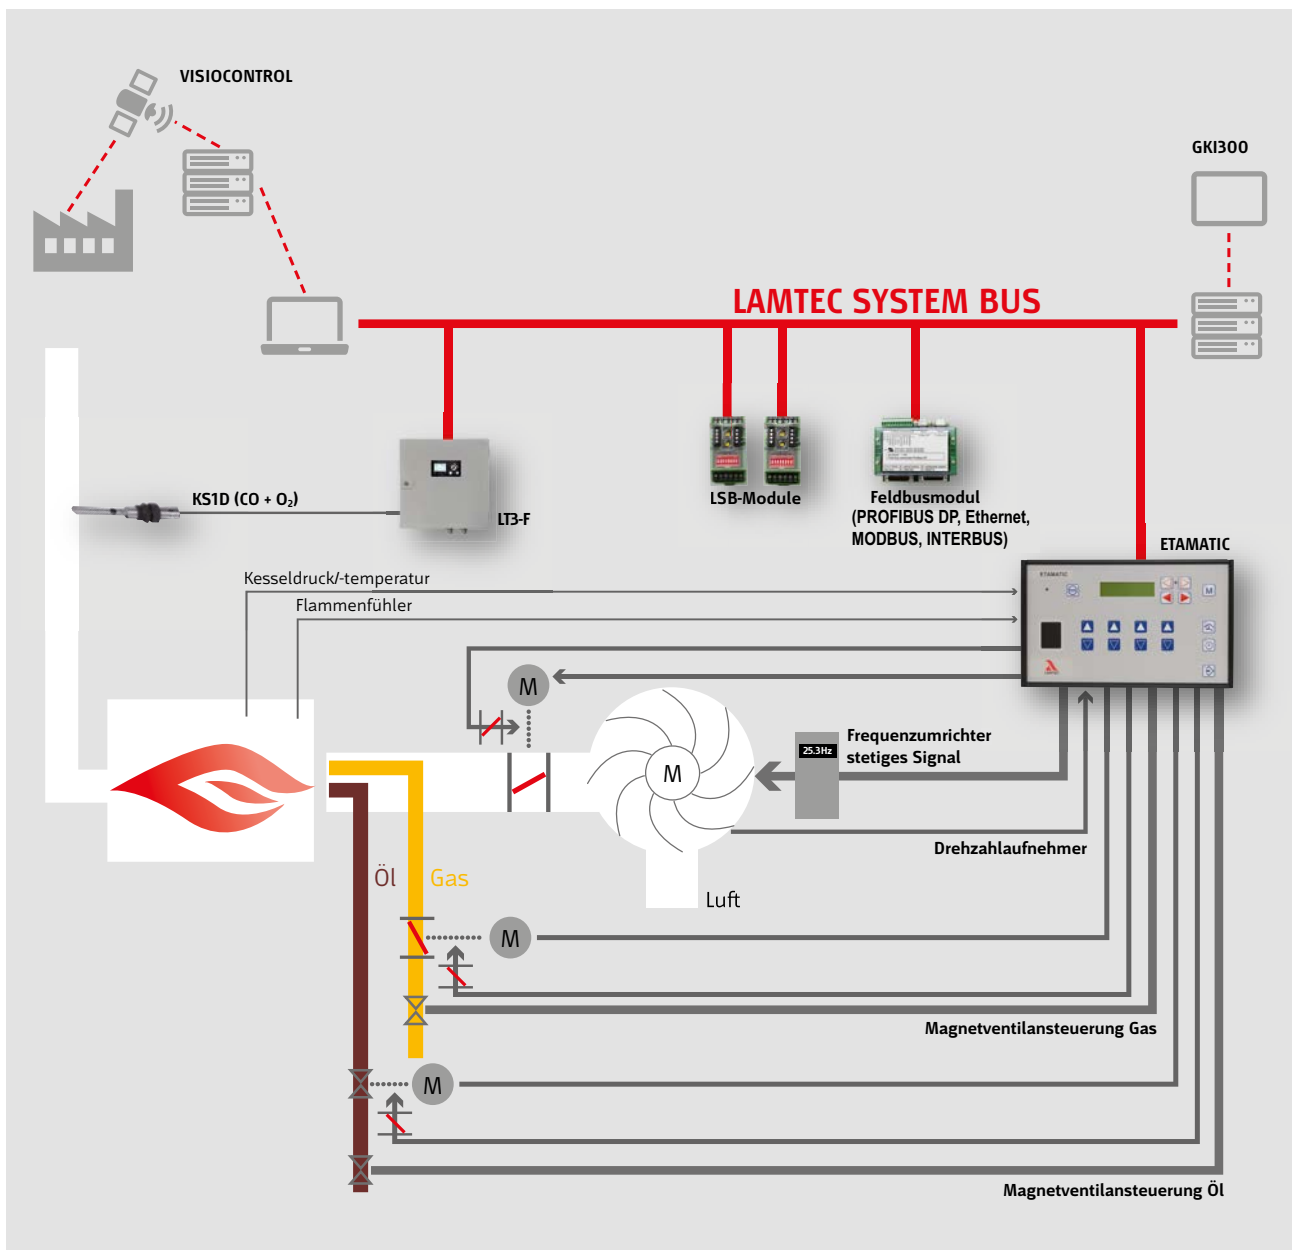 VISIOCONTROL
GKI300
LAMTEC SYSTEM BUS
KS1D (CO + O₂)
LT3-F
LSB-Module
Feldbusmodul
(PROFIBUS DP, Ethernet,
MODBUS, INTERBUS)
ETAMATIC
ETAMATIC
M
Kesseldruck/-temperatur
Flammenfühler
M
M
25.3Hz
Frequenzumrichter
stetiges Signal
Drehzahlaufnehmer
Öl
Gas
Luft
M
Magnetventilansteuerung Gas
M
Magnetventilansteuerung Öl